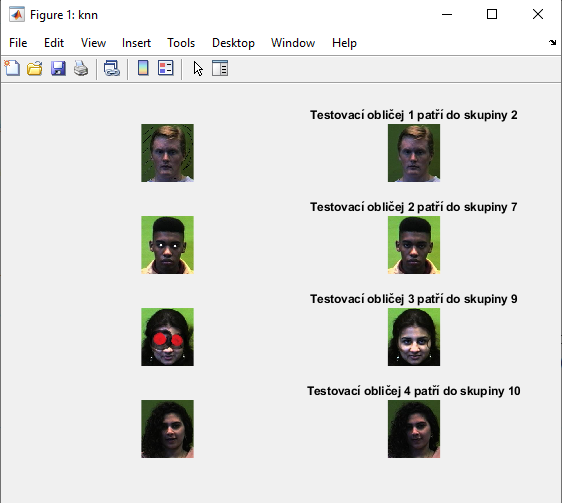 Figure 1: knn
File Edit View Insert Tools Desktop Window Help
Testovací obličej 1 patří do skupiny 2
Testovací obličej 2 patří do skupiny 7
Testovací obličej 3 patří do skupiny 9
Testovací obličej 4 patří do skupiny 10